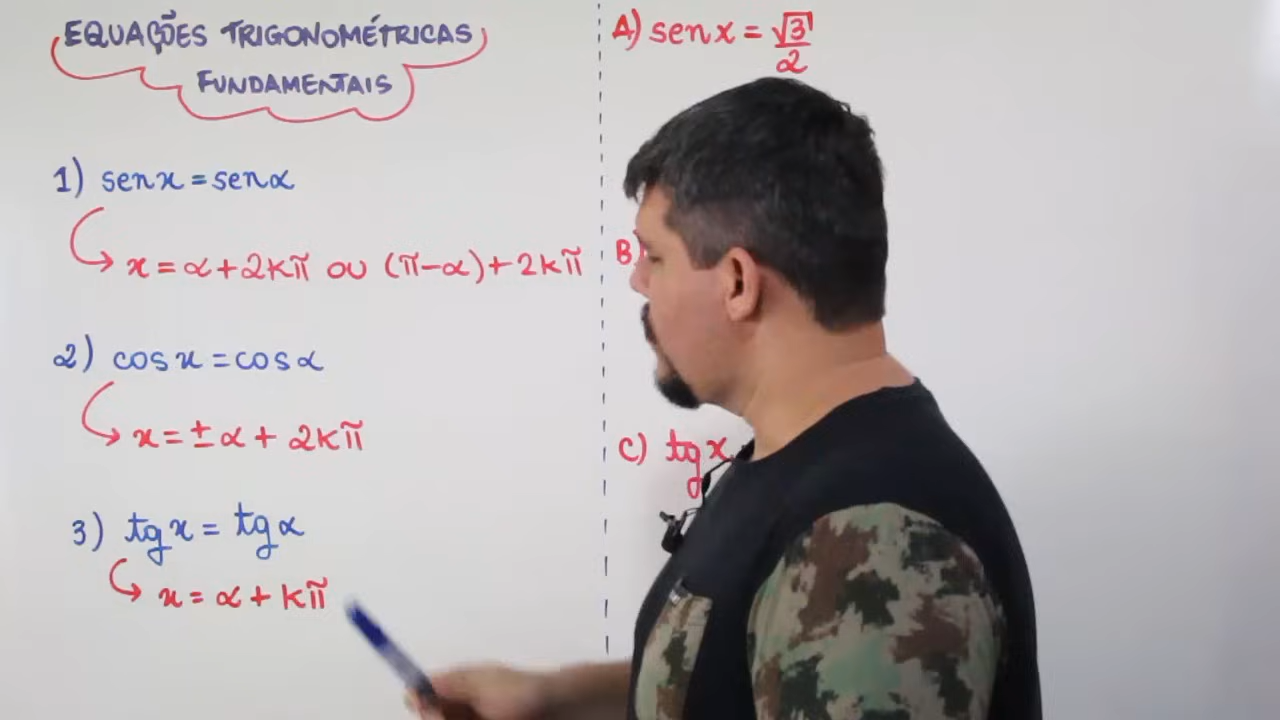 EQUAÇÕES TRIGONOMÉTRICAS
FUNDAMENTAIS
1) sen x = sen α
x = α + 2kπ ou (π-α) + 2kπ
2) cos x = cos α
x = ± α + 2kπ
3) tg x = tg α
x = α + kπ
A) sen x = √3/2
B)
C) tg x